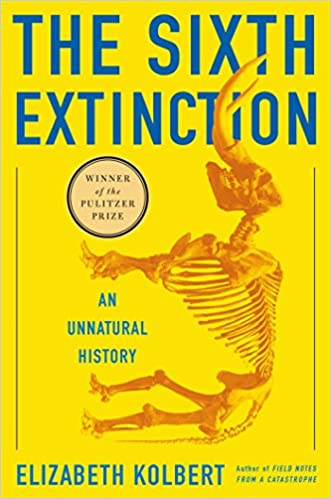 THE SIXTH
EXTINCTION
WINNER
of the
PULITZER
PRIZE
AN
UNNATURAL
HISTORY
ELIZABETH KOLBERT
Author of FIELD NOTES
FROM A CATASTROPHE